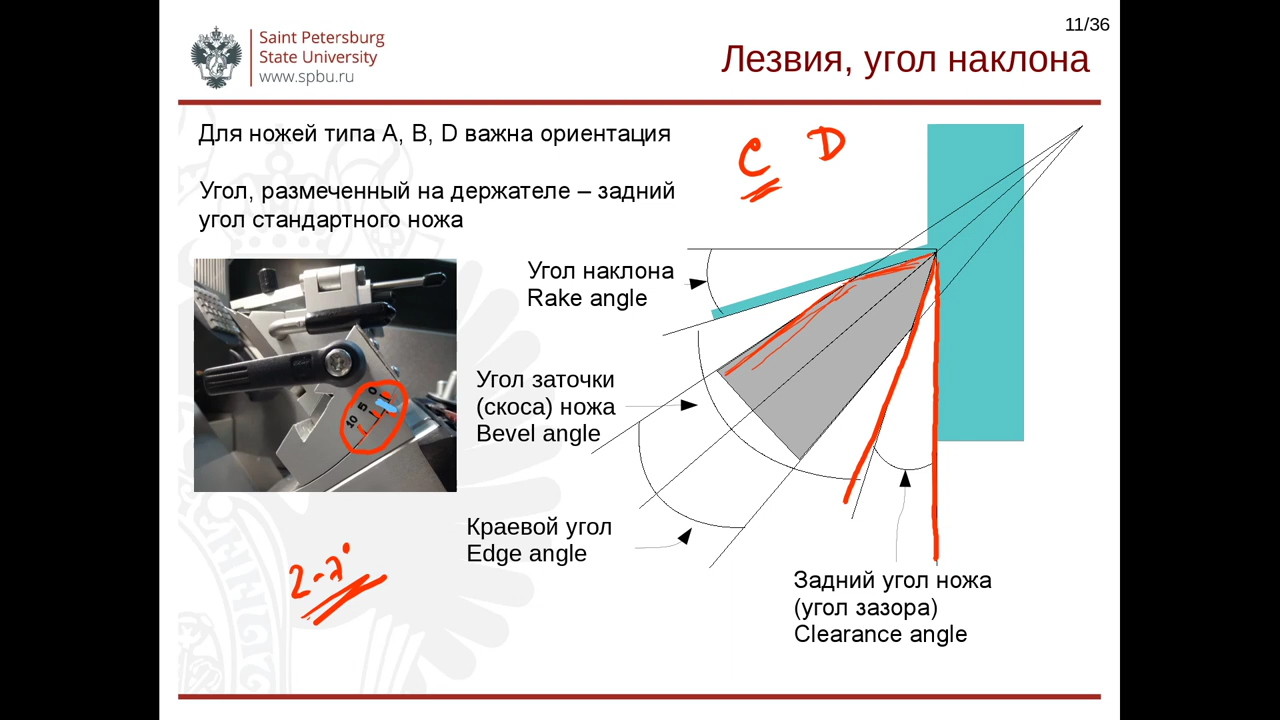 11/36
Saint Petersburg
State University
www.spbu.ru
Лезвия, угол наклона
Для ножей типа A, B, D важна ориентация
C D
Угол, размеченный на держателе – задний
угол стандартного ножа
Угол наклона
Rake angle
0
5
10
Угол заточки
(скоса) ножа
Bevel angle
Краевой угол
Edge angle
Задний угол ножа
(угол зазора)
Clearance angle